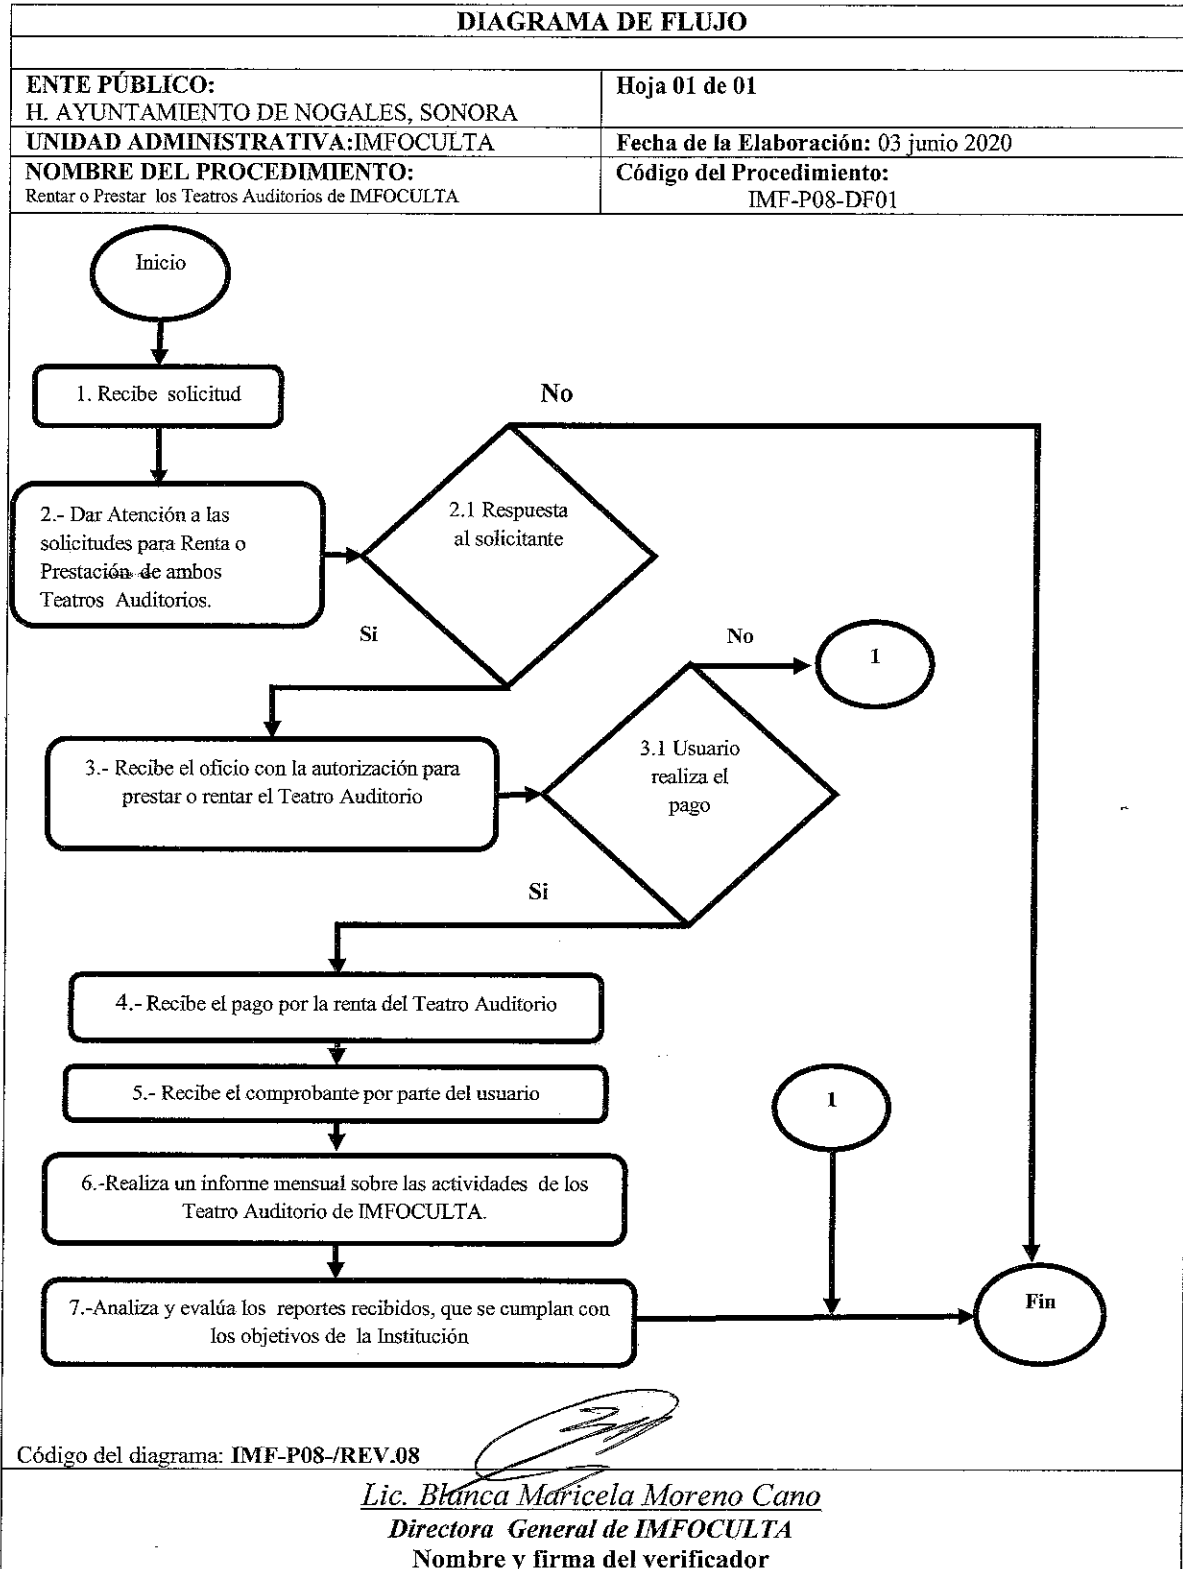 DIAGRAMA DE FLUJO
ENTE PÚBLICO:
H. AYUNTAMIENTO DE NOGALES, SONORA
Hoja 01 de 01
UNIDAD ADMINISTRATIVA:IMFOCULTA
Fecha de la Elaboración: 03 junio 2020
NOMBRE DEL PROCEDIMIENTO:
Rentar o Prestar los Teatros Auditorios de IMFOCULTA
Código del Procedimiento:
IMF-P08-DF01
Inicio
1. Recibe solicitud
No
2.- Dar Atención a las
solicitudes para Renta o
Prestación de ambos
Teatros Auditorios.
2.1 Respuesta
al solicitante
Si
No
1
3.- Recibe el oficio con la autorización para
prestar o rentar el Teatro Auditorio
3.1 Usuario
realiza el
pago
Si
4.- Recibe el pago por la renta del Teatro Auditorio
5.- Recibe el comprobante por parte del usuario
1
6.-Realiza un informe mensual sobre las actividades de los
Teatro Auditorio de IMFOCULTA.
7.-Analiza y evalúa los reportes recibidos, que se cumplan con
los objetivos de la Institución
Fin
Código del diagrama: IMF-P08-/REV.08
Lic. Blanca Maricela Moreno Cano
Directora General de IMFOCULTA
Nombre y firma del verificador